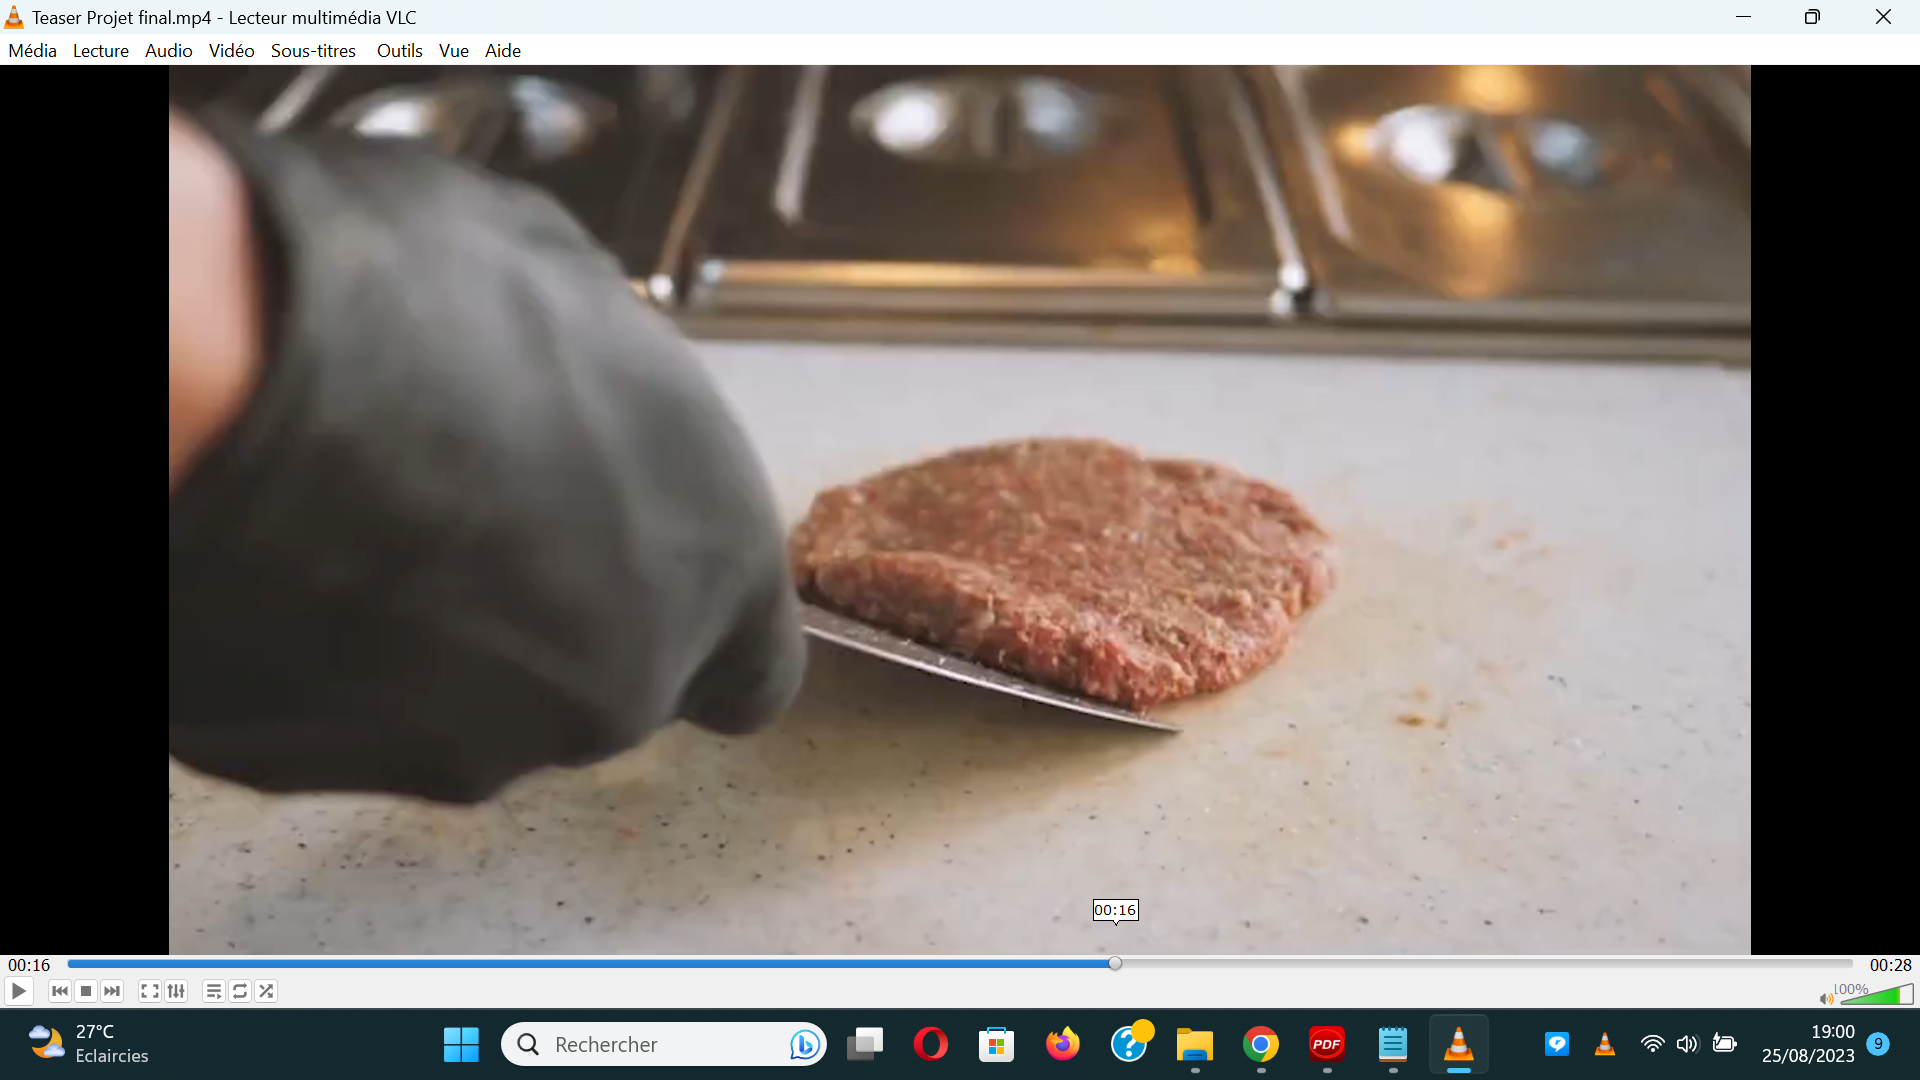 Teaser Projet final.mp4 - Lecteur multimédia VLC
Média Lecture Audio Vidéo Sous-titres Outils Vue Aide
00:16
00:16 00:28
100%
27°C
Eclaircies
Rechercher
PDF
19:00
25/08/2023
9